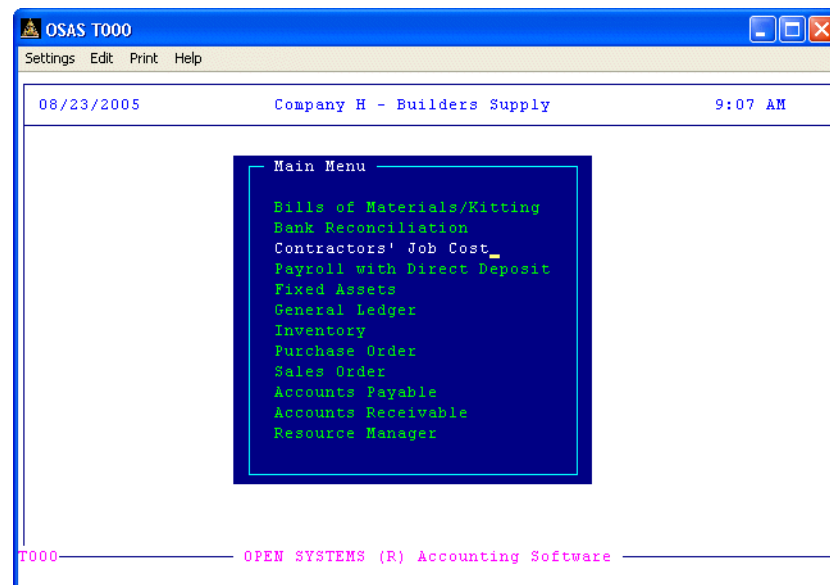 OSAS T000
Settings Edit Print Help
08/23/2005 Company H - Builders Supply 9:07 AM
Main Menu
Bills of Materials/Kitting
Bank Reconciliation
Contractors' Job Cost
Payroll with Direct Deposit
Fixed Assets
General Ledger
Inventory
Purchase Order
Sales Order
Accounts Payable
Accounts Receivable
Resource Manager
T000 OPEN SYSTEMS (R) Accounting Software